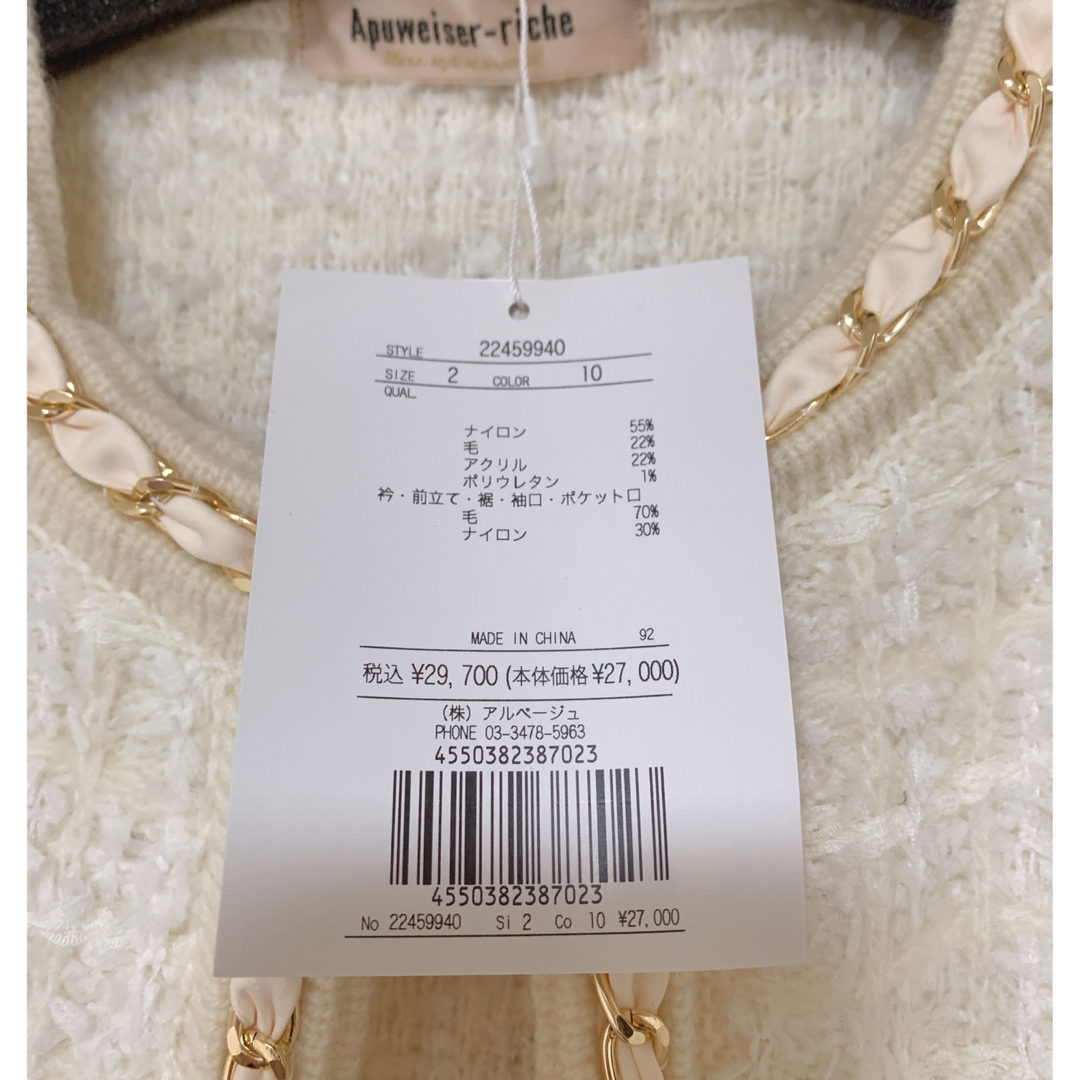 Apuweiser-riche
STYLE 22459940
SIZE 2 COLOR 10
QUAL
ナイロン 55%
毛 22%
アクリル 22%
ポリウレタン 1%
衿・前立て・裾・袖口・ポケット口
毛 70%
ナイロン 30%
MADE IN CHINA 92
税込 ¥29,700 (本体価格¥27,000)
(株) アルページュ
PHONE 03-3478-5963
4550382387023
4550382387023
No 22459940 Si 2 Co 10 ¥27,000